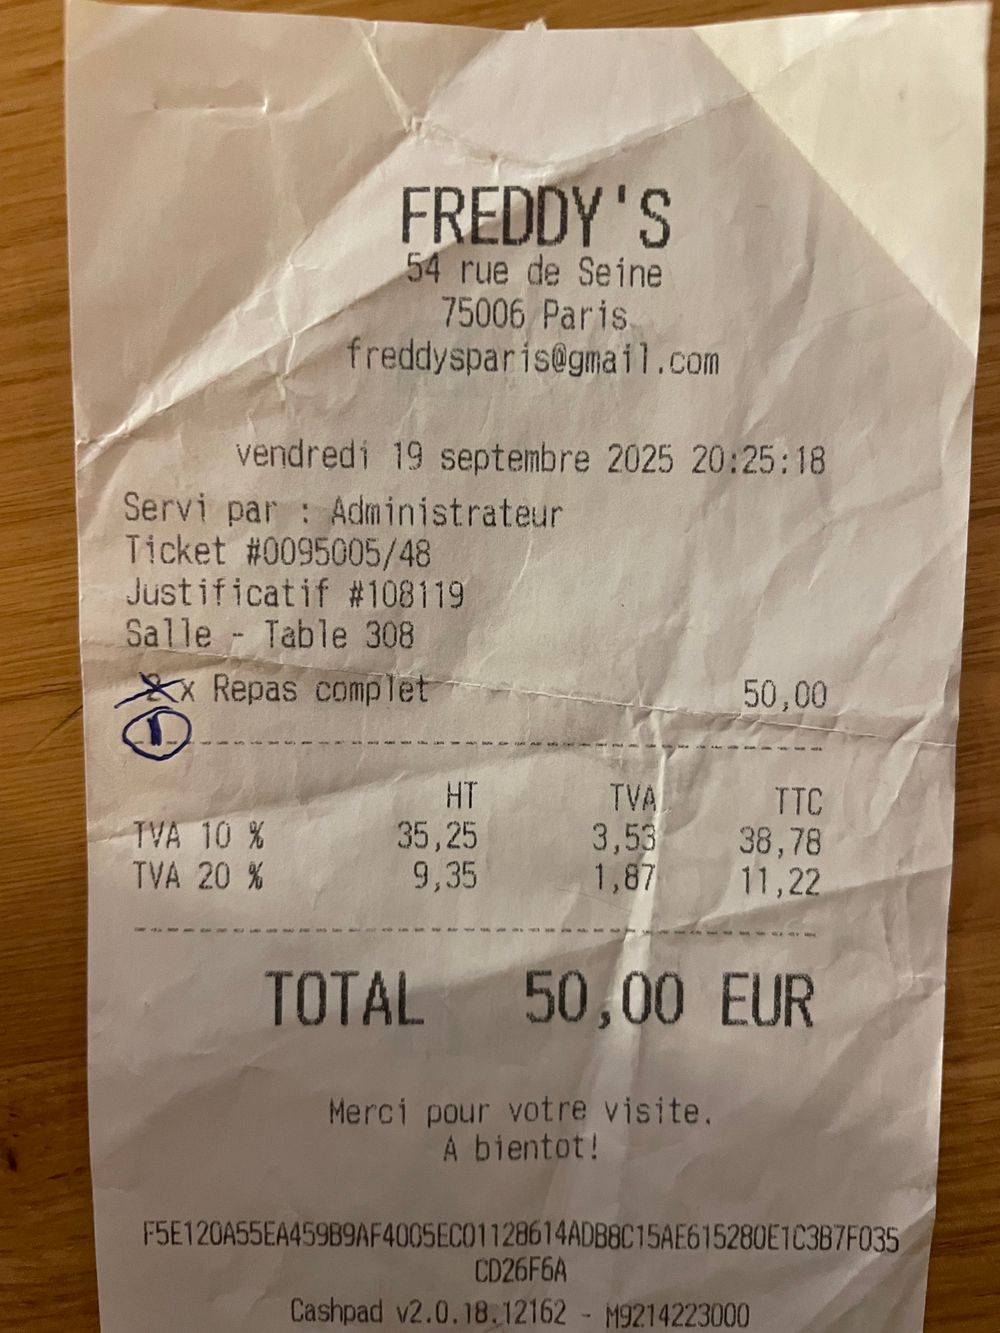 FREDDY'S
54 rue de Seine
75006 Paris
freddysparis@gmail.com
vendredi 19 septembre 2025 20:25:18
Servi par : Administrateur
Ticket #0095005/48
Justificatif #108119
Salle - Table 308
2 x Repas complet 50,00
1
HT TVA TTC
TVA 10 % 35,25 3,53 38,78
TVA 20 % 9,35 1,87 11,22
TOTAL 50,00 EUR
Merci pour votre visite.
A bientot!
F5E120A55EA459B9AF4005EC01128614ADB8C15AE615280E1C3B7F035
CD26F6A
Cashpad v2.0.18.12162 - M9214223000